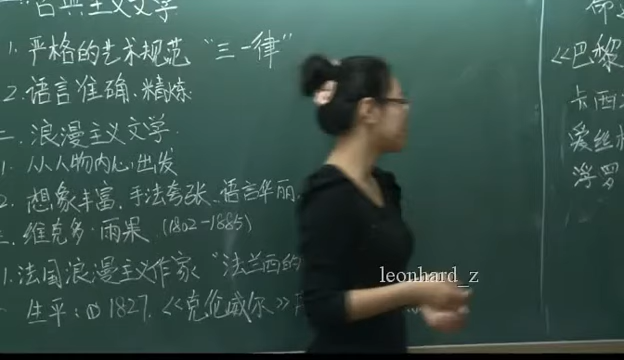 古典主义文学
1. 严格的艺术规范 “三一律”
2. 语言准确、精炼
二、浪漫主义文学
1. 从人物内心出发
2. 想象丰富、手法夸张、语言华丽
三、维克多·雨果 (1802-1885)
1. 法国浪漫主义作家 “法兰西的
生平: ① 1827. 《克伦威尔》
《巴黎
卡西
爱丝
浮罗
leonhard_z